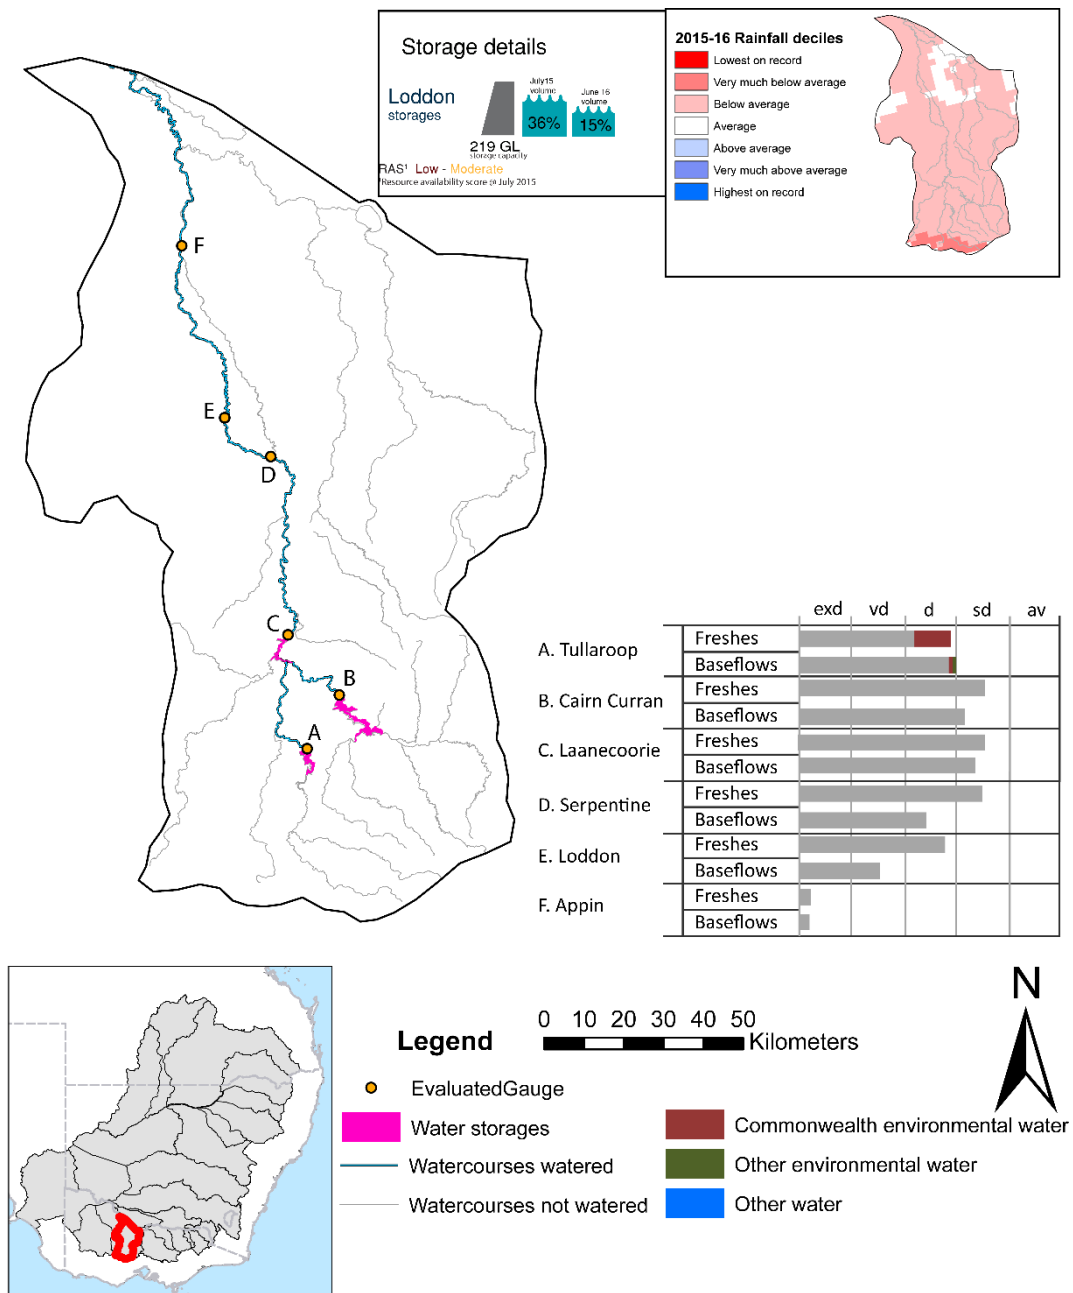 Storage details
Loddon
storages
July15
volume
June 16
volume
36%
15%
219 GL
storage capacity
RAS¹ Low - Moderate
¹Resource availability score @ July 2015
2015-16 Rainfall deciles
Lowest on record
Very much below average
Below average
Average
Above average
Very much above average
Highest on record
F
E
D
C
B
A
exd vd d sd av
A. Tullaroop
Freshes
Baseflows
B. Cairn Curran
Freshes
Baseflows
C. Laanecoorie
Freshes
Baseflows
D. Serpentine
Freshes
Baseflows
E. Loddon
Freshes
Baseflows
F. Appin
Freshes
Baseflows
N
0 10 20 30 40 50
Kilometers
Legend
EvaluatedGauge
Water storages
Watercourses watered
Watercourses not watered
Commonwealth environmental water
Other environmental water
Other water